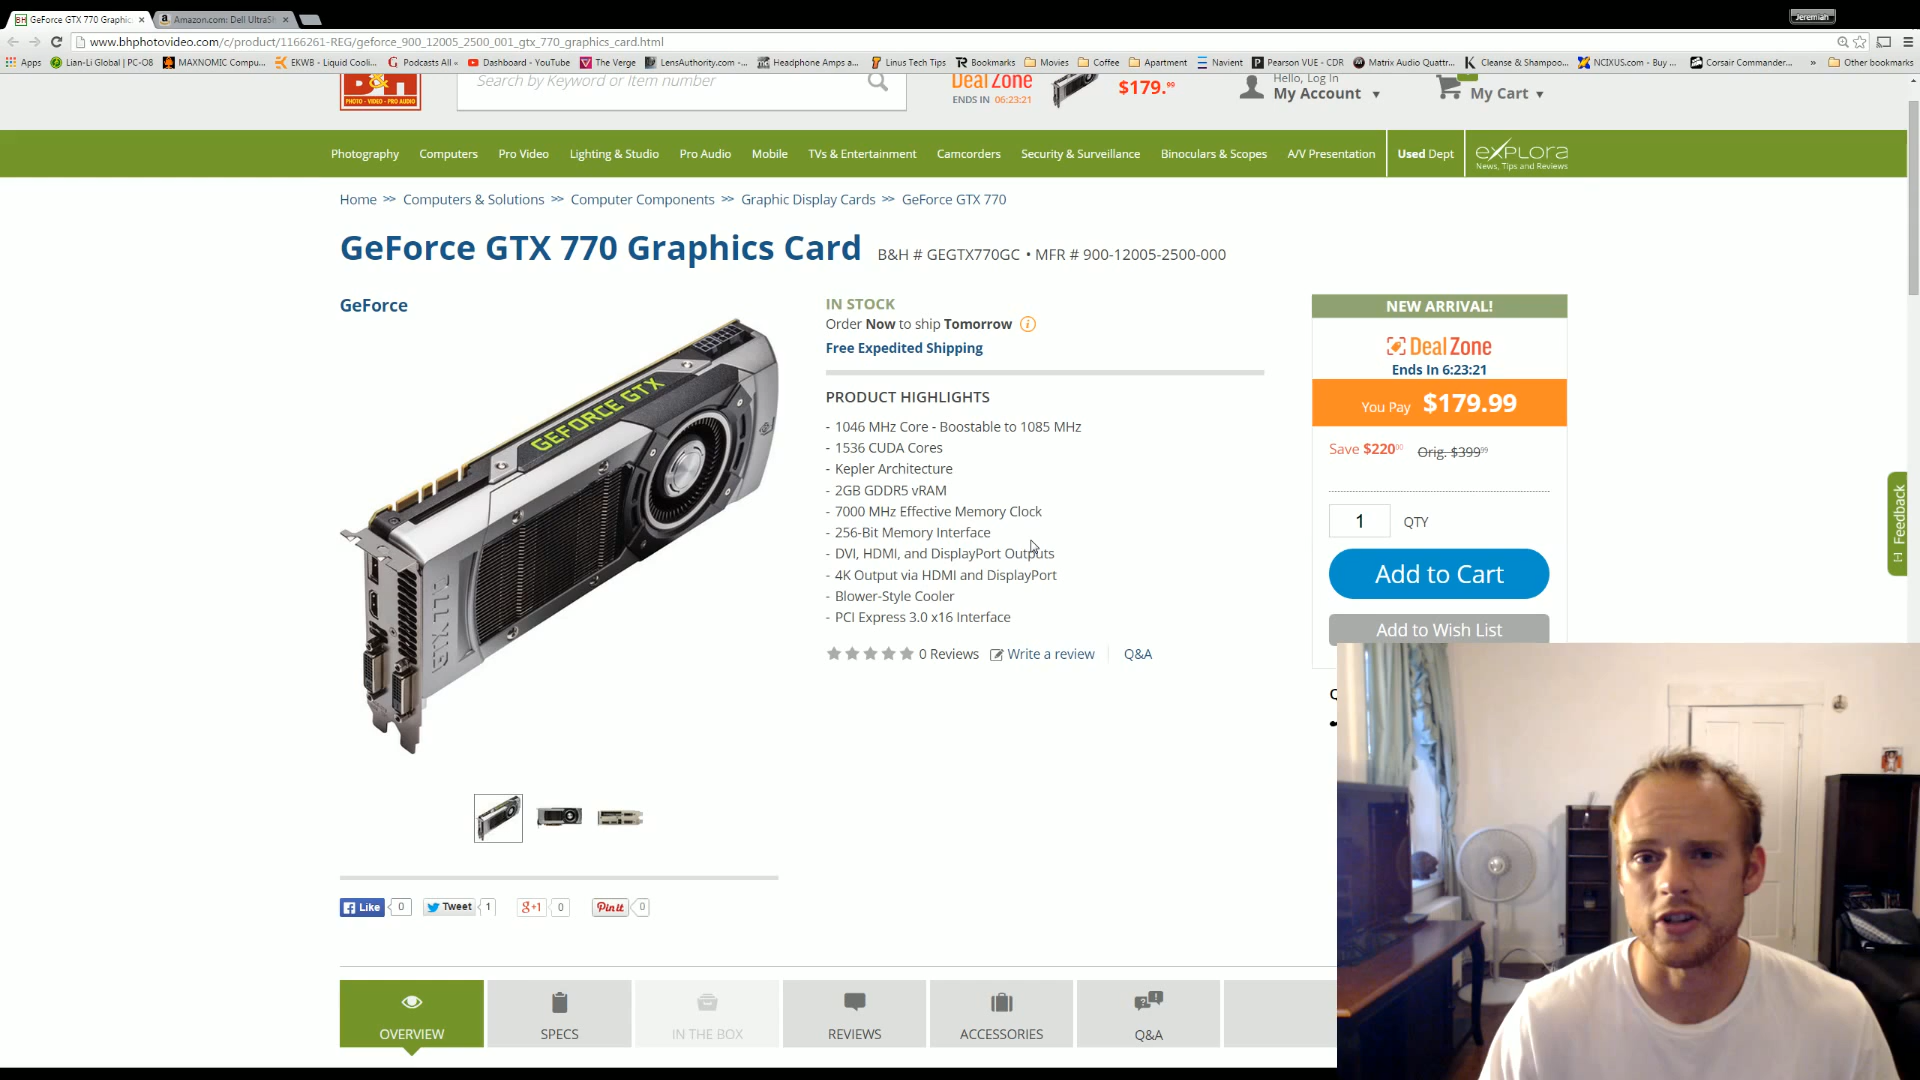 GeForce GTX 770 Graphic
Amazon.com: Dell UltraS
Jeremiah
www.bhphotovideo.com/c/product/1166261-REG/geforce_900_12005_2500_001_gtx_770_graphics_card.html
Apps Lian-Li Global | PC-O8 MAXNOMIC Compu... EKWB - Liquid Cooli... Podcasts All « Dashboard - YouTube The Verge LensAuthority.com -... Headphone Amps a... Linus Tech Tips Bookmarks Movies Coffee Apartment Navient Pearson VUE - CDR Matrix Audio Quattr... Cleanse & Shampoo... NCIXUS.com - Buy ... Corsair Commander... » Other bookmarks
B&H
PHOTO - VIDEO - PRO AUDIO
Search by Keyword or Item number
DealZone
ENDS IN 06:23:21
$179.99
Hello, Log In
My Account
My Cart
Photography Computers Pro Video Lighting & Studio Pro Audio Mobile TVs & Entertainment Camcorders Security & Surveillance Binoculars & Scopes A/V Presentation Used Dept explora
News, Tips and Reviews
Home >> Computers & Solutions >> Computer Components >> Graphic Display Cards >> GeForce GTX 770
GeForce GTX 770 Graphics Card B&H # GEGTX770GC • MFR # 900-12005-2500-000
GeForce
GEFORCE GTX
GTX 770
IN STOCK
Order Now to ship Tomorrow
Free Expedited Shipping
PRODUCT HIGHLIGHTS
- 1046 MHz Core - Boostable to 1085 MHz
- 1536 CUDA Cores
- Kepler Architecture
- 2GB GDDR5 vRAM
- 7000 MHz Effective Memory Clock
- 256-Bit Memory Interface
- DVI, HDMI, and DisplayPort Outputs
- 4K Output via HDMI and DisplayPort
- Blower-Style Cooler
- PCI Express 3.0 x16 Interface
0 Reviews Write a review Q&A
NEW ARRIVAL!
DealZone
Ends In 6:23:21
You Pay $179.99
Save $220.00 Orig. $399.99
1 QTY
Add to Cart
Add to Wish List
Feedback [+]
Like 0 Tweet 1 g+1 0 Pin it 0
OVERVIEW SPECS IN THE BOX REVIEWS ACCESSORIES Q&A